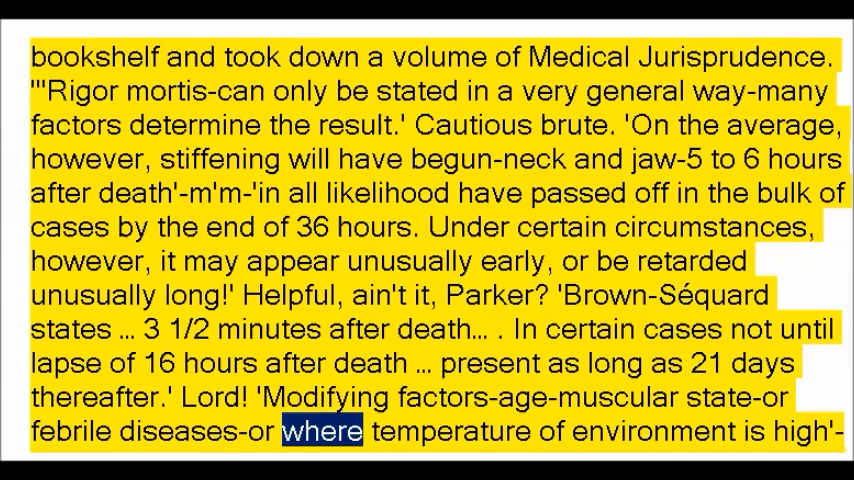 bookshelf and took down a volume of Medical Jurisprudence.
"'Rigor mortis-can only be stated in a very general way-many
factors determine the result.' Cautious brute. 'On the average,
however, stiffening will have begun-neck and jaw-5 to 6 hours
after death'-m'm-'in all likelihood have passed off in the bulk of
cases by the end of 36 hours. Under certain circumstances,
however, it may appear unusually early, or be retarded
unusually long!' Helpful, ain't it, Parker? 'Brown-Séquard
states ... 3 1/2 minutes after death... . In certain cases not until
lapse of 16 hours after death ... present as long as 21 days
thereafter.' Lord! 'Modifying factors-age-muscular state-or
febrile diseases-or where temperature of environment is high'-